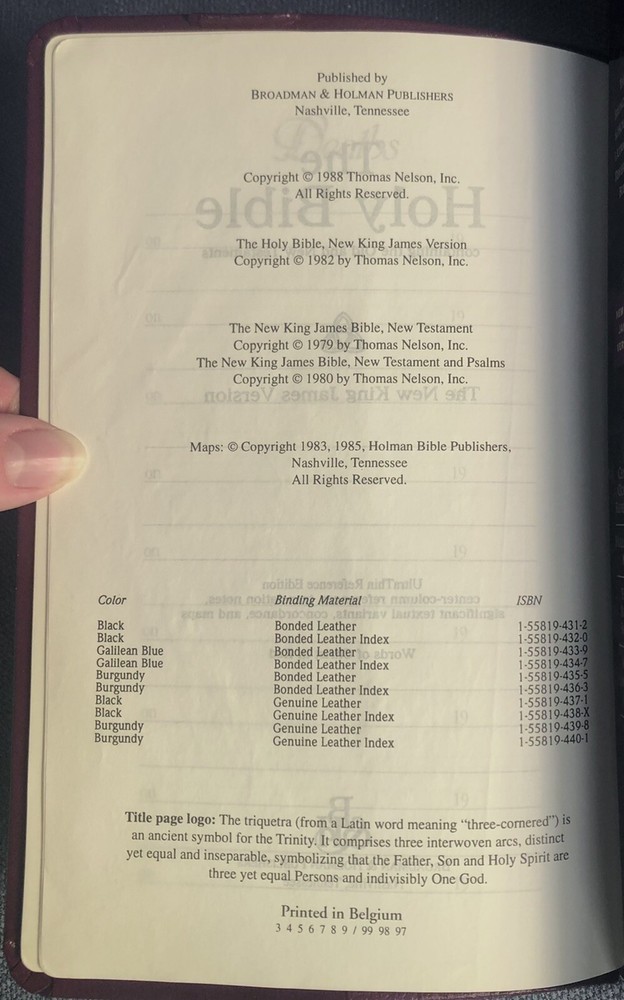 Published by
BROADMAN & HOLMAN PUBLISHERS
Nashville, Tennessee
Copyright © 1988 Thomas Nelson, Inc.
All Rights Reserved.
The Holy Bible, New King James Version
Copyright © 1982 by Thomas Nelson, Inc.
The New King James Bible, New Testament
Copyright © 1979 by Thomas Nelson, Inc.
The New King James Bible, New Testament and Psalms
Copyright © 1980 by Thomas Nelson, Inc.
Maps: © Copyright 1983, 1985, Holman Bible Publishers,
Nashville, Tennessee
All Rights Reserved.
Color Binding Material ISBN
Black Bonded Leather 1-55819-431-2
Black Bonded Leather Index 1-55819-432-0
Galilean Blue Bonded Leather 1-55819-433-9
Galilean Blue Bonded Leather Index 1-55819-434-7
Burgundy Bonded Leather 1-55819-435-5
Burgundy Bonded Leather Index 1-55819-436-3
Black Genuine Leather 1-55819-437-1
Black Genuine Leather Index 1-55819-438-X
Burgundy Genuine Leather 1-55819-439-8
Burgundy Genuine Leather Index 1-55819-440-1
Title page logo: The triquetra (from a Latin word meaning “three-cornered”) is
an ancient symbol for the Trinity. It comprises three interwoven arcs, distinct
yet equal and inseparable, symbolizing that the Father, Son and Holy Spirit are
three yet equal Persons and indivisibly One God.
Printed in Belgium
3 4 5 6 7 8 9 / 99 98 97